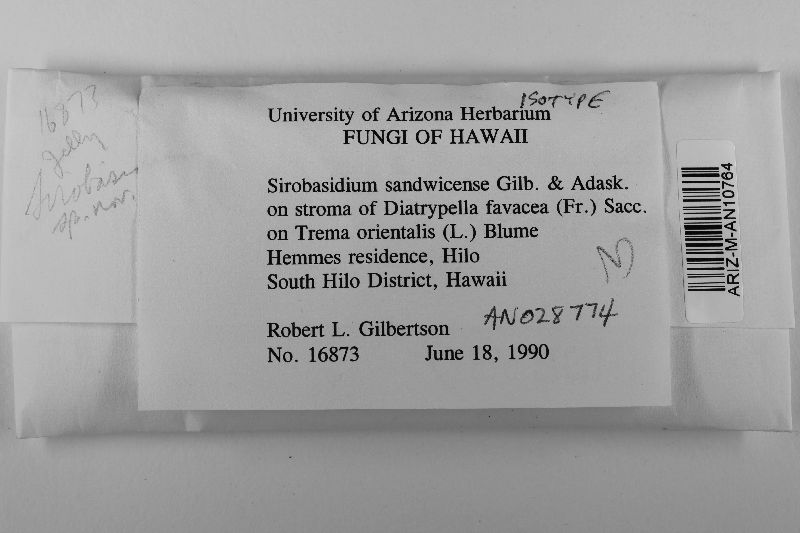 16873
Jelly
Sirobasi
sp. nov.
ISOTYPE
University of Arizona Herbarium
FUNGI OF HAWAII
Sirobasidium sandwicense Gilb. & Adask.
on stroma of Diatrypella favacea (Fr.) Sacc.
on Trema orientalis (L.) Blume
Hemmes residence, Hilo
South Hilo District, Hawaii
N
AN028774
Robert L. Gilbertson
No. 16873 June 18, 1990
ARIZ-M-AN10764